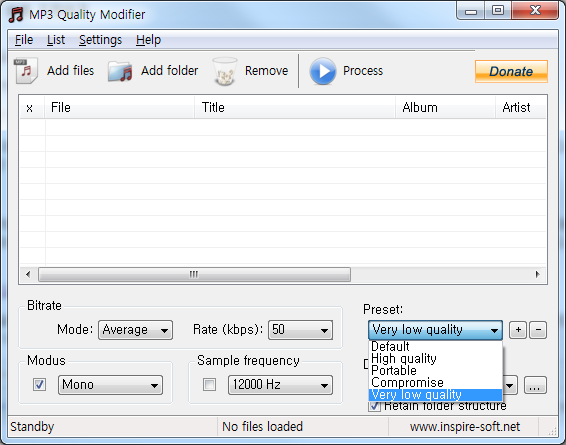 MP3 Quality Modifier
File List Settings Help
MP3 Add files Add folder Remove Process Donate
x File Title Album Artist
Bitrate
Mode: Average Rate (kbps): 50
Preset:
Very low quality + -
Default
High quality
Portable
Compromise
Very low quality
Modus
Mono
Sample frequency
12000 Hz
...
Retain folder structure
Standby No files loaded www.inspire-soft.net